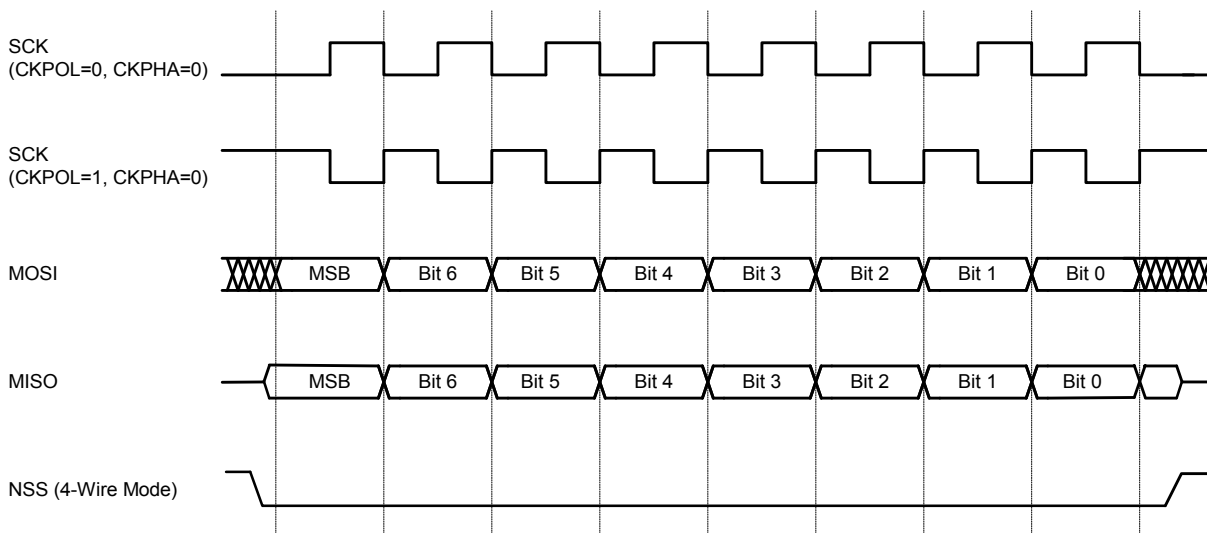 SCK
(CKPOL=0, CKPHA=0)
SCK
(CKPOL=1, CKPHA=0)
MOSI
MSB
Bit 6
Bit 5
Bit 4
Bit 3
Bit 2
Bit 1
Bit 0
MISO
MSB
Bit 6
Bit 5
Bit 4
Bit 3
Bit 2
Bit 1
Bit 0
NSS (4-Wire Mode)